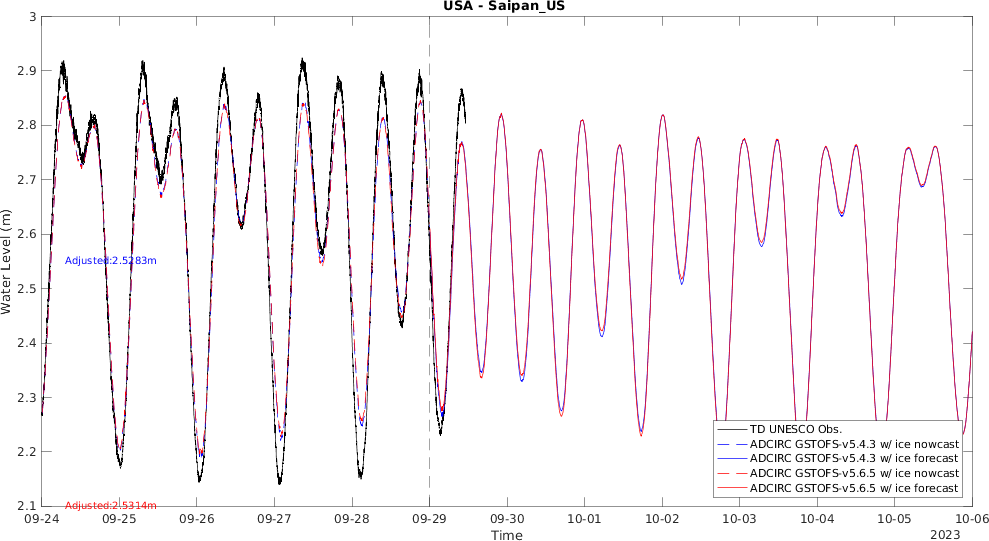 USA - Saipan_US
3
2.9
2.8
2.7
2.6
2.5
2.4
2.3
2.2
2.1
Water Level (m)
Adjusted:2.5283m
Adjusted:2.5314m
TD UNESCO Obs.
ADCIRC GSTOFS-v5.4.3 w/ ice nowcast
ADCIRC GSTOFS-v5.4.3 w/ ice forecast
ADCIRC GSTOFS-v5.6.5 w/ ice nowcast
ADCIRC GSTOFS-v5.6.5 w/ ice forecast
09-24 09-25 09-26 09-27 09-28 09-29 09-30 10-01 10-02 10-03 10-04 10-05 10-06
Time
2023